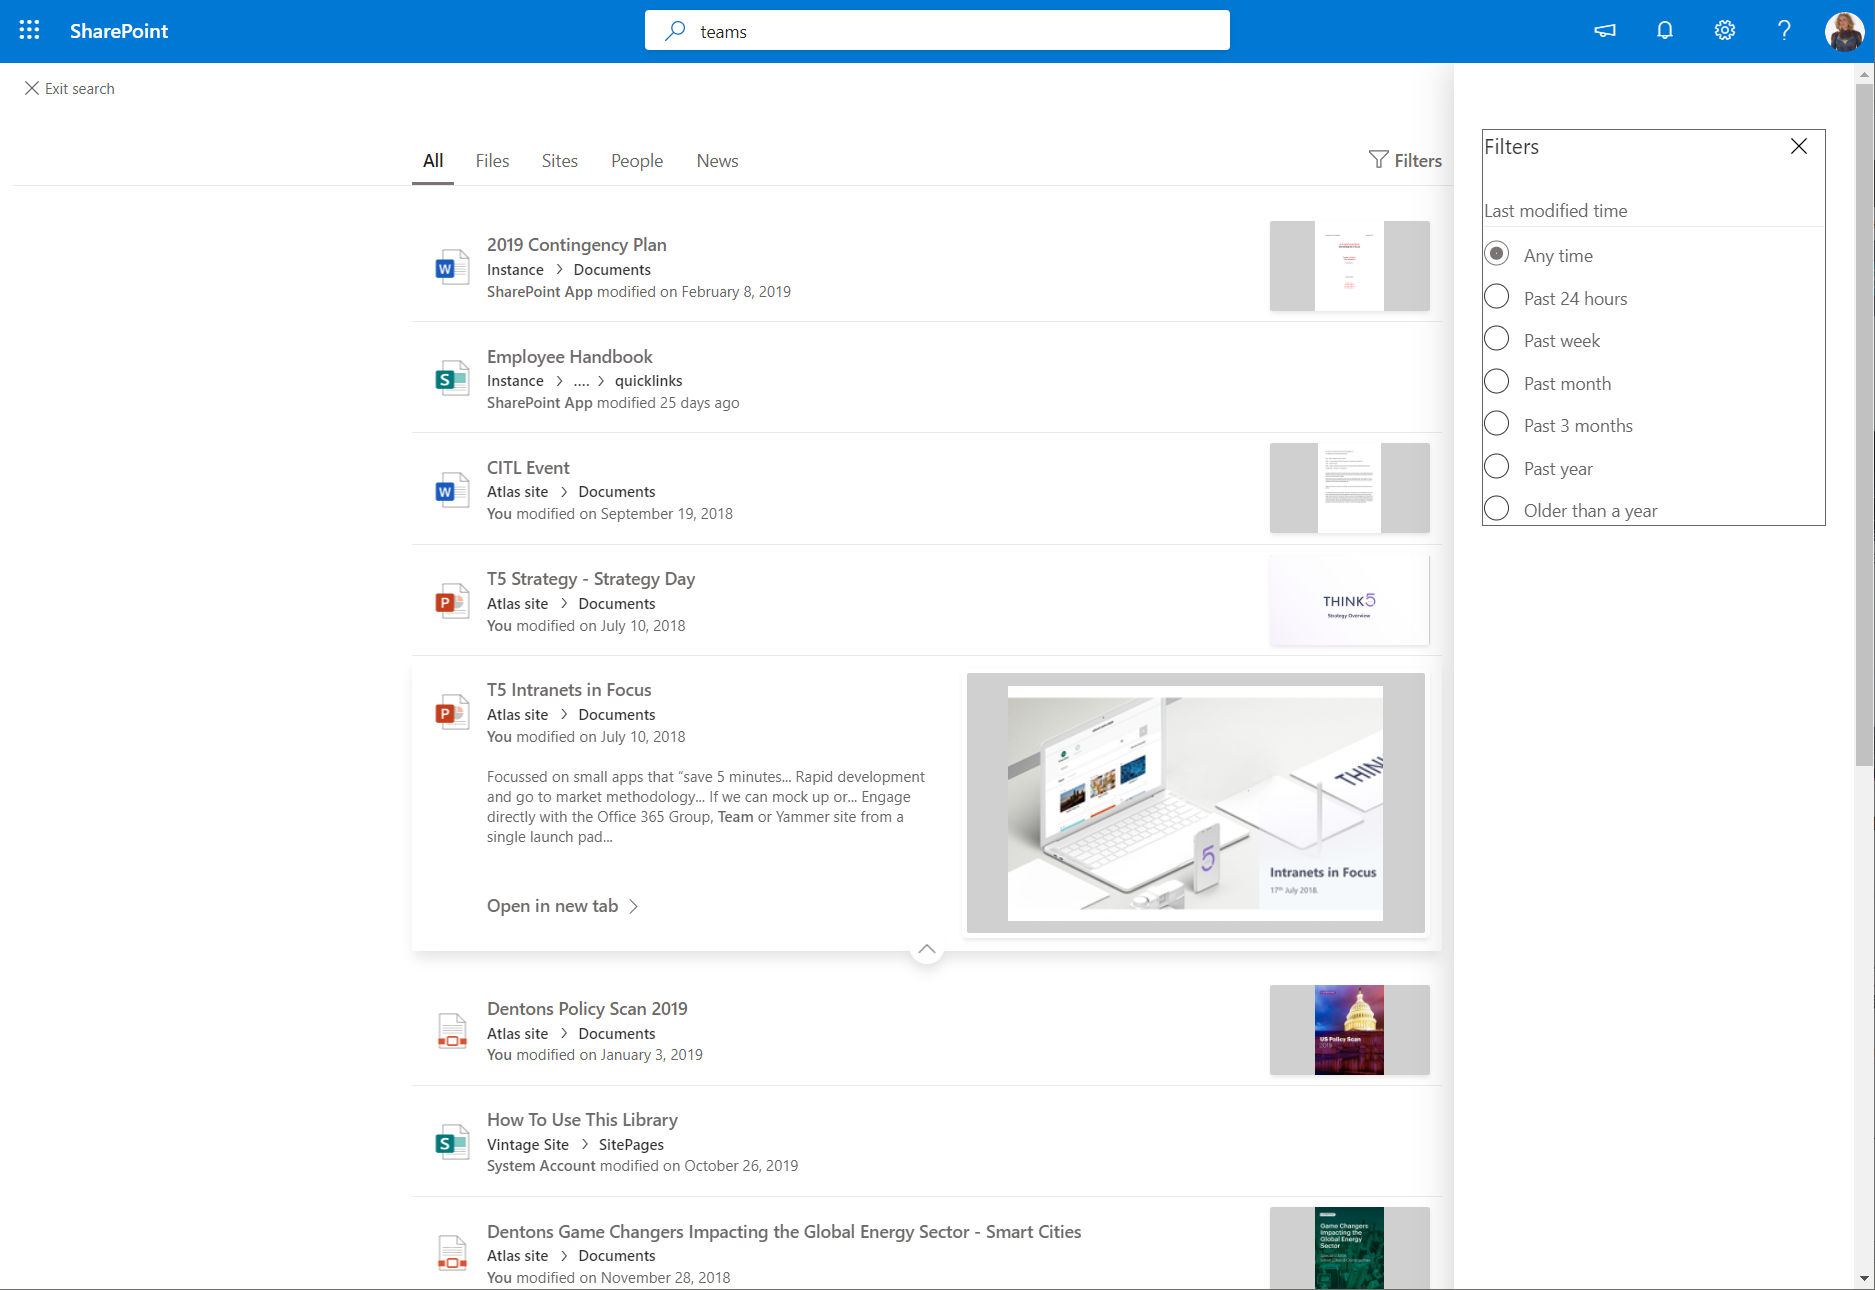 SharePoint
teams
Exit search
All
Files
Sites
People
News
Filters
2019 Contingency Plan
Instance > Documents
SharePoint App modified on February 8, 2019
Employee Handbook
Instance > .... > quicklinks
SharePoint App modified 25 days ago
CITL Event
Atlas site > Documents
You modified on September 19, 2018
T5 Strategy - Strategy Day
Atlas site > Documents
You modified on July 10, 2018
THINK5
Strategy Overview
T5 Intranets in Focus
Atlas site > Documents
You modified on July 10, 2018
Focussed on small apps that “save 5 minutes... Rapid development
and go to market methodology... If we can mock up or... Engage
directly with the Office 365 Group, Team or Yammer site from a
single launch pad...
Open in new tab >
THIN
5
Intranets in Focus
17th July 2018.
Dentons Policy Scan 2019
Atlas site > Documents
You modified on January 3, 2019
US Policy Scan
2019
How To Use This Library
Vintage Site > SitePages
System Account modified on October 26, 2019
Dentons Game Changers Impacting the Global Energy Sector - Smart Cities
Atlas site > Documents
You modified on November 28, 2018
Game Changers
Impacting the
Global Energy
Sector
Filters
Last modified time
Any time
Past 24 hours
Past week
Past month
Past 3 months
Past year
Older than a year